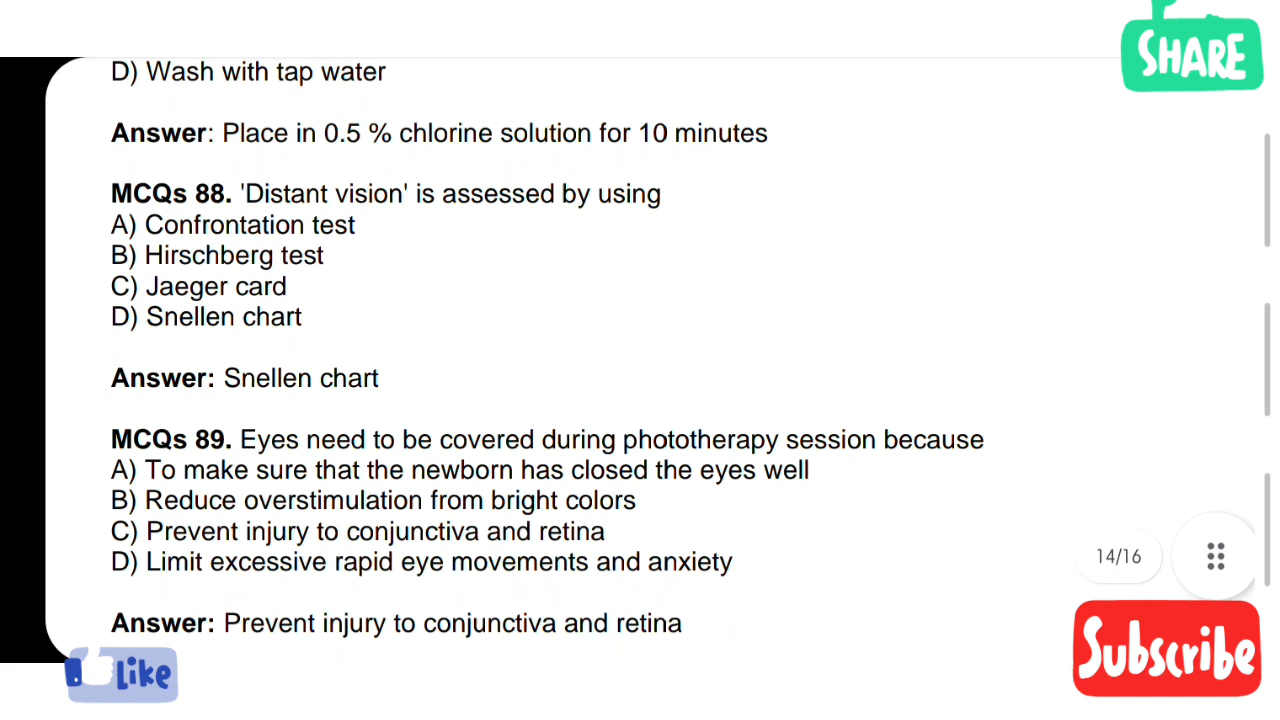 SHARE
D) Wash with tap water
Answer: Place in 0.5 % chlorine solution for 10 minutes
MCQs 88. 'Distant vision' is assessed by using
A) Confrontation test
B) Hirschberg test
C) Jaeger card
D) Snellen chart
Answer: Snellen chart
MCQs 89. Eyes need to be covered during phototherapy session because
A) To make sure that the newborn has closed the eyes well
B) Reduce overstimulation from bright colors
C) Prevent injury to conjunctiva and retina
D) Limit excessive rapid eye movements and anxiety
14/16
Answer: Prevent injury to conjunctiva and retina
Subscribe
Like